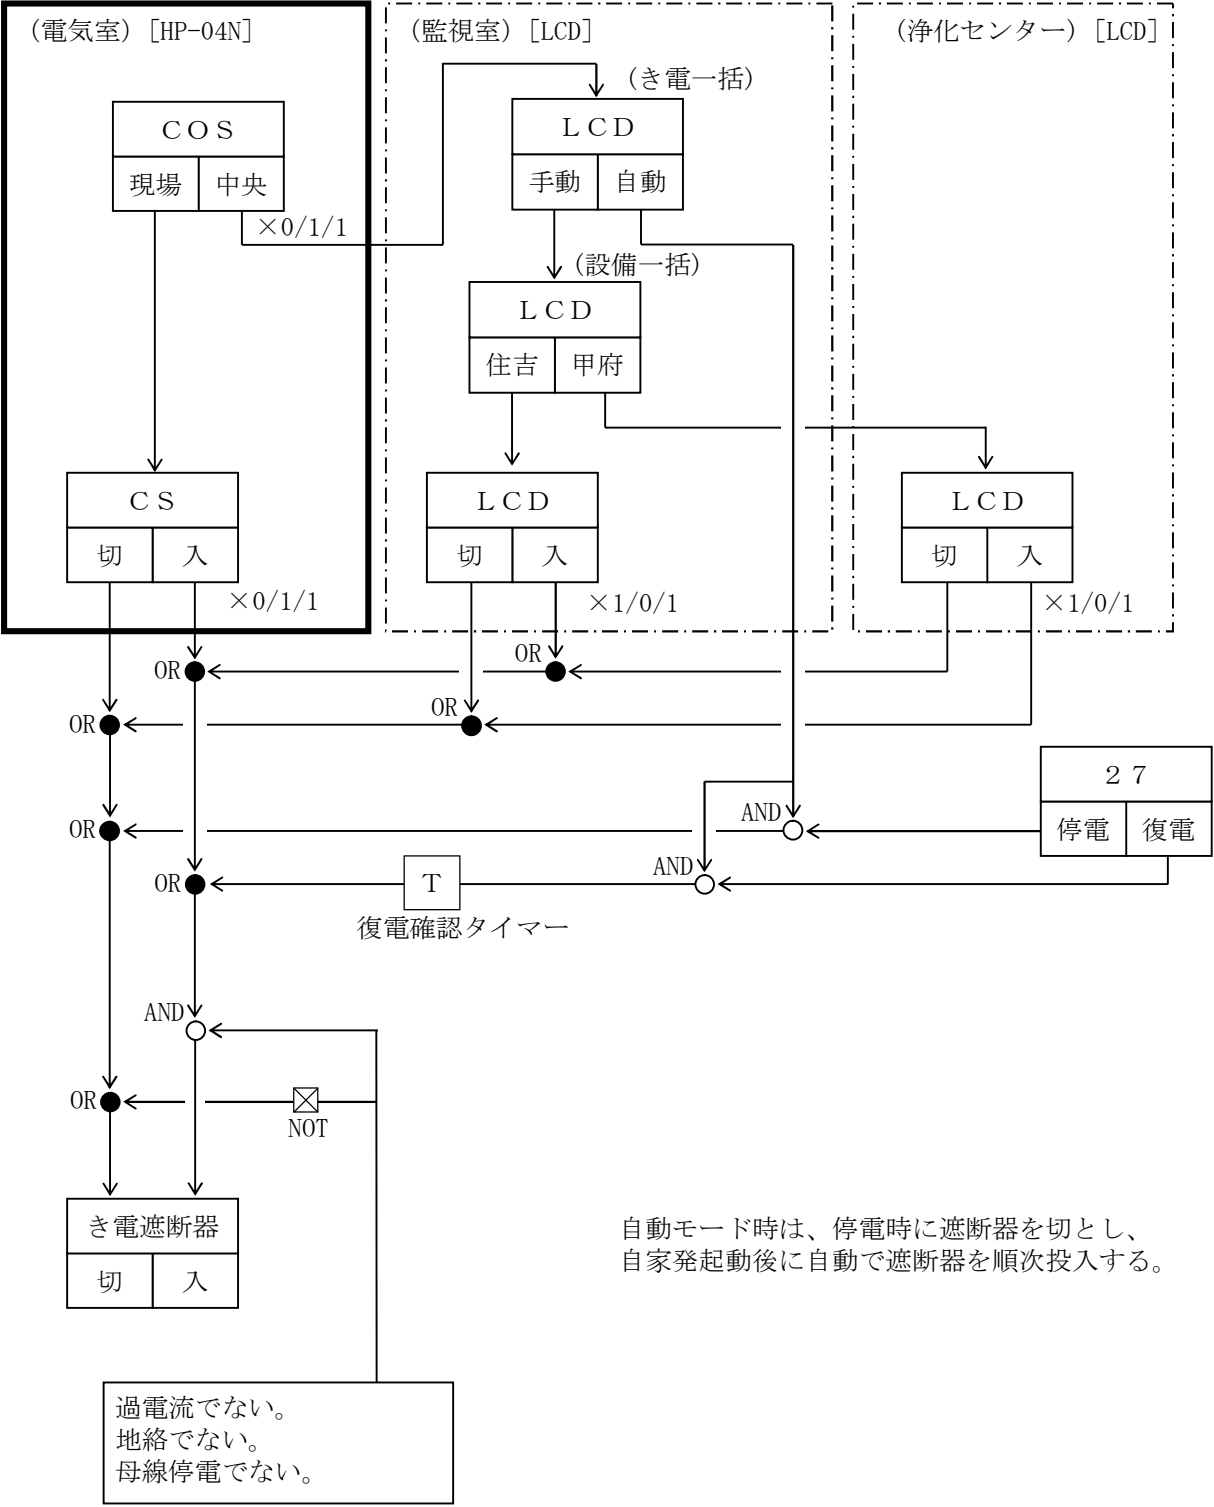 （電気室）［HP-04N］
（監視室）［LCD］
（浄化センター）［LCD］
（き電一括）
ＣＯＳ
現場 中央
×0/1/1
ＬＣＤ
手動 自動
（設備一括）
ＬＣＤ
住吉 甲府
ＣＳ
切 入
×0/1/1
ＬＣＤ
切 入
×1/0/1
ＬＣＤ
切 入
×1/0/1
OR
OR
OR
OR
２７
停電 復電
AND
OR
AND
OR
Ｔ
復電確認タイマー
AND
OR
NOT
き電遮断器
切 入
自動モード時は、停電時に遮断器を切とし、
自家発起動後に自動で遮断器を順次投入する。
過電流でない。
地絡でない。
母線停電でない。